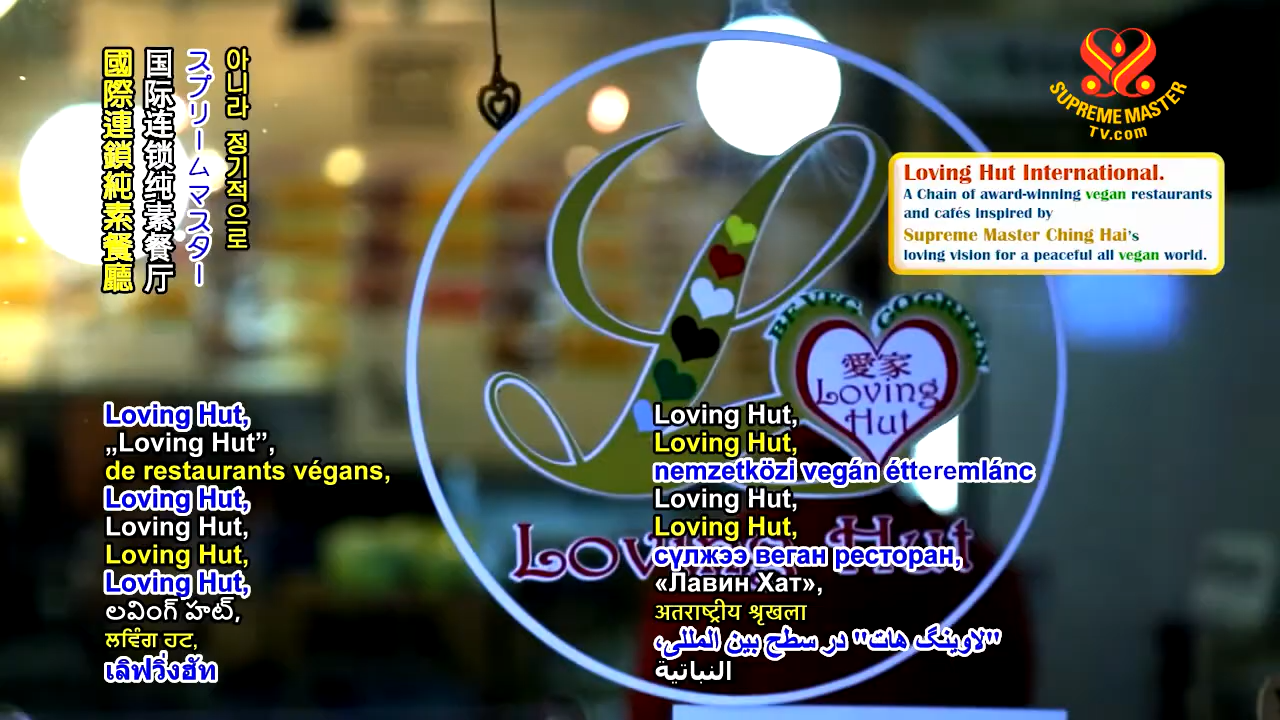 國際連鎖純素餐廳
国际连锁纯素餐厅
スプリームマスター
아니라 정기적으로
SUPREME MASTER
TV.com
Loving Hut International.
A Chain of award-winning vegan restaurants
and cafés inspired by
Supreme Master Ching Hai's
loving vision for a peaceful all vegan world.
BE VEG GO GREEN
愛家
Loving
Hut
Loving Hut
Loving Hut,
„Loving Hut”,
de restaurants végans,
Loving Hut,
Loving Hut,
Loving Hut,
Loving Hut,
లవింగ్ హట్,
ਲਵਿੰਗ ਹਟ,
เลิฟวิ่งฮัท
Loving Hut,
Loving Hut,
nemzetközi vegán étteremlánc
Loving Hut,
Loving Hut,
сүлжээ веган ресторан,
«Лавин Хат»,
अंतराष्ट्रीय श्रृंखला
"لاوینگ هات" در سطح بین المللی،
النباتية